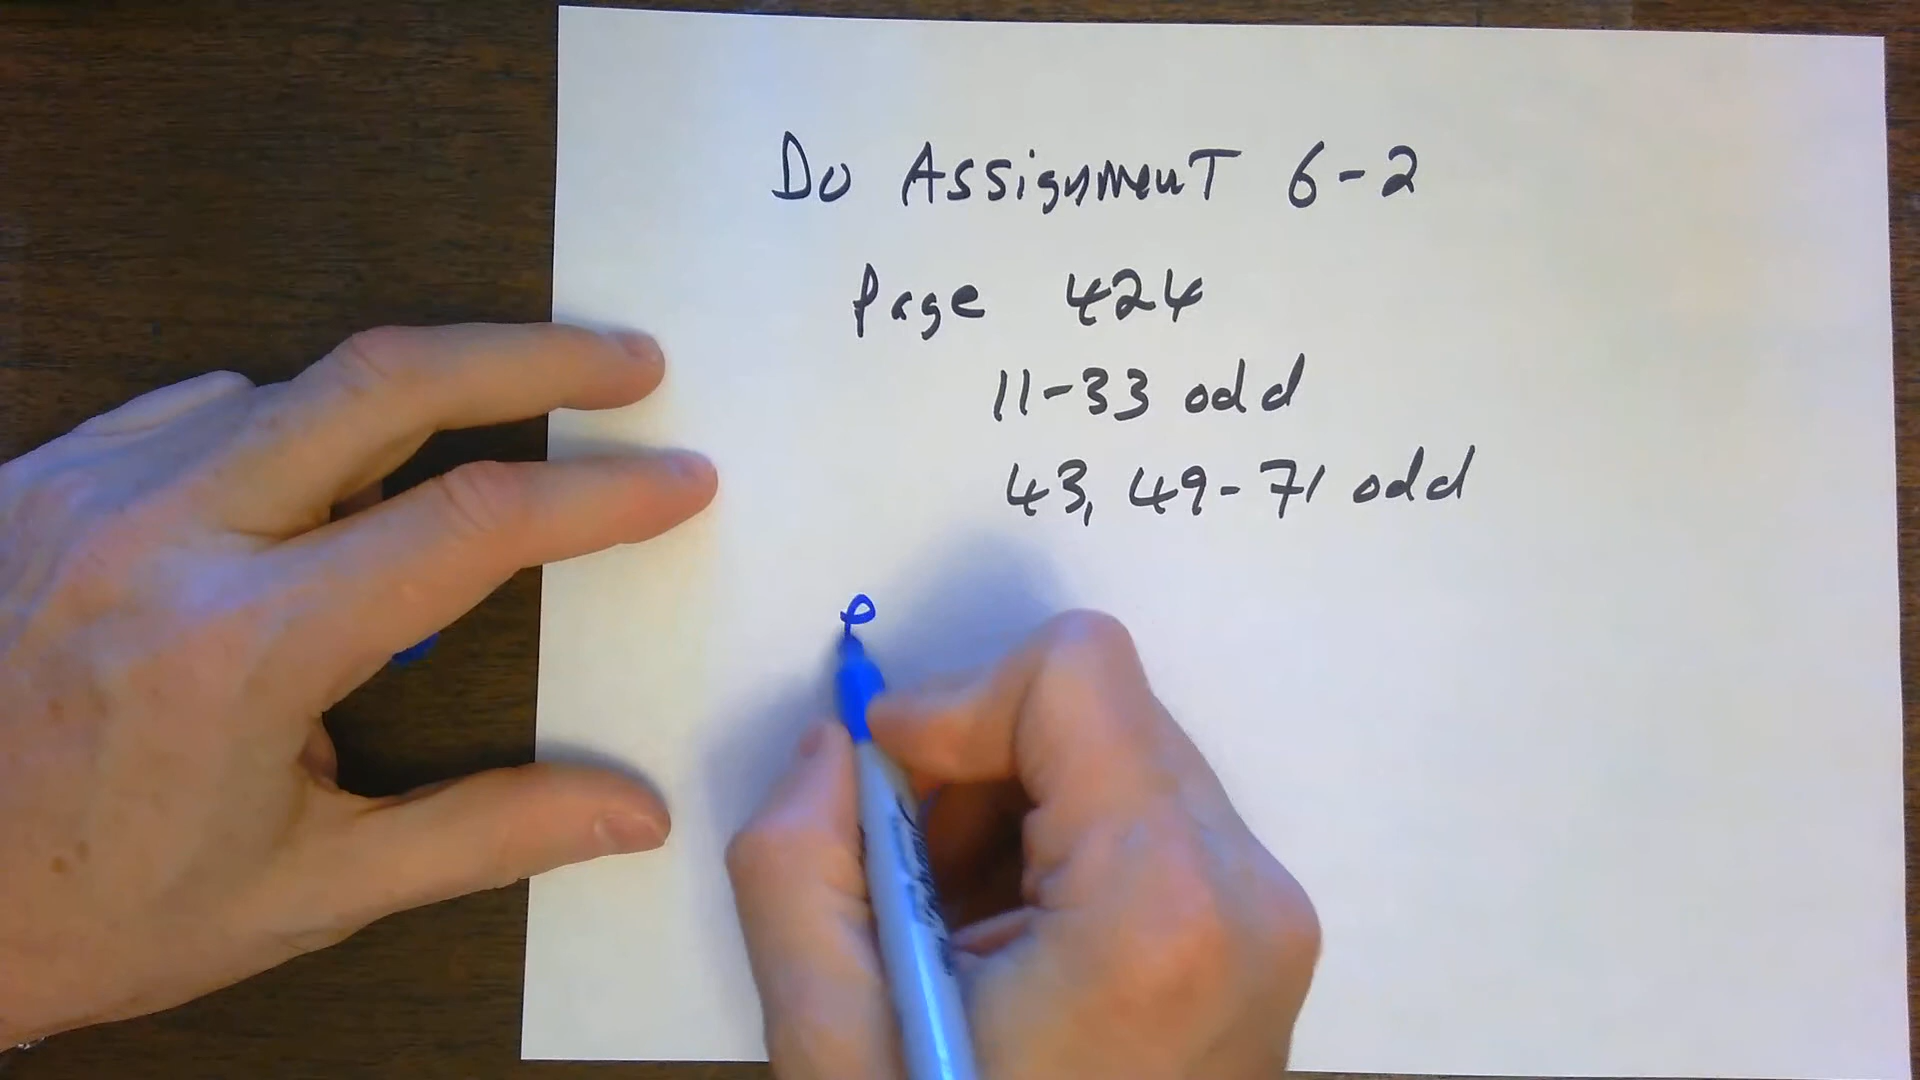 Do Assignment 6-2
Page 424
11-33 odd
43, 49-71 odd